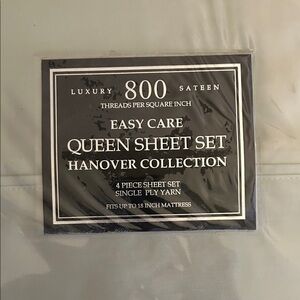 LUXURY 800 SATEEN
THREADS PER SQUARE INCH
EASY CARE
QUEEN SHEET SET
HANOVER COLLECTION
4 PIECE SHEET SET
SINGLE PLY YARN
FITS UP TO 18 INCH MATTRESS